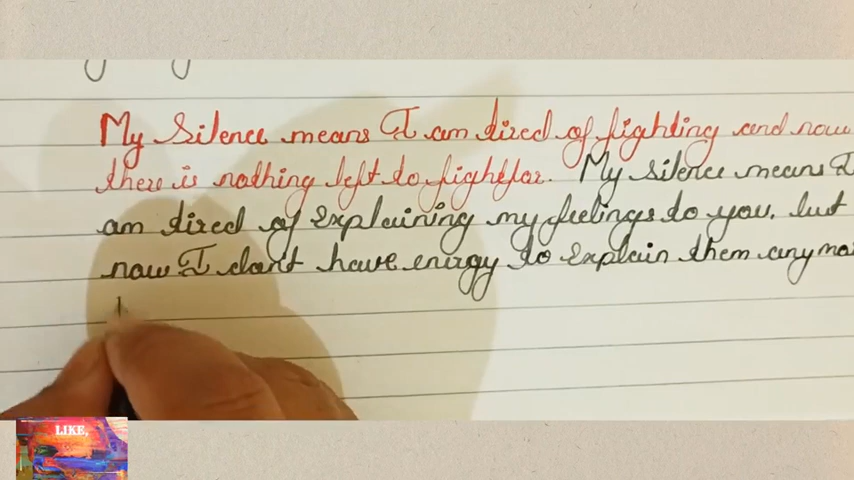 My Silence means I am tired of fighting and now
there is nothing left to fight for. My silence means I
am tired of explaining my feelings to you, but
now I don't have energy to explain them any
LIKE,